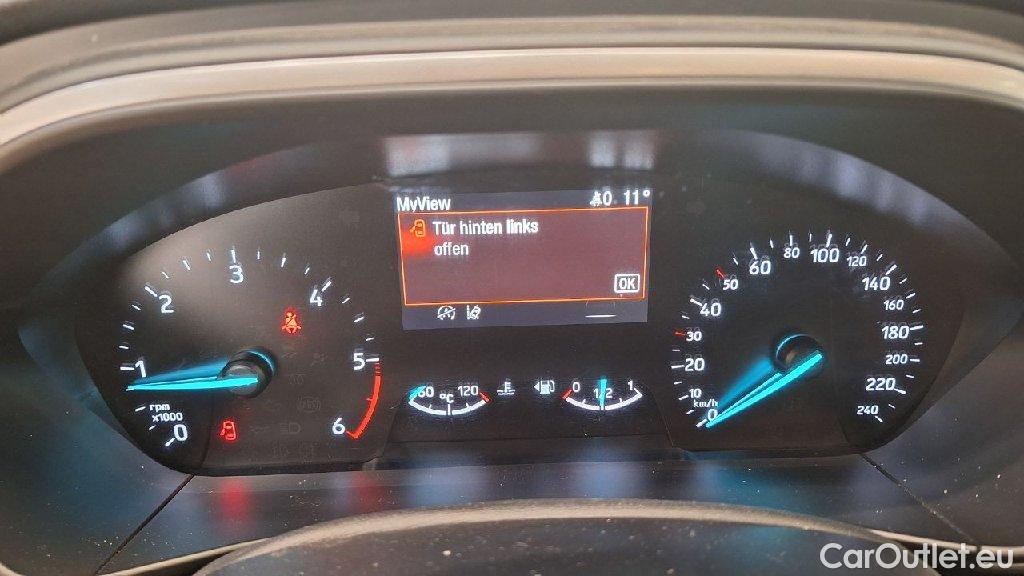 MyView 0 11°
Tür hinten links
offen
OK
0 1 2 3 4 5 6
rpm
x1000
60 °C 120
0 1/2 1
0 10 20 30 40 50 60 80 100 120 140 160 180 200 220 240
km/h
CarOutlet.eu